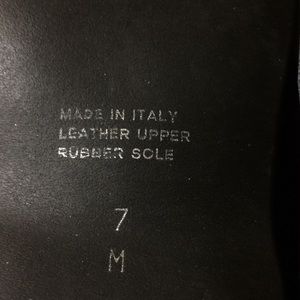 MADE IN ITALY
LEATHER UPPER
RUBBER SOLE
7
M